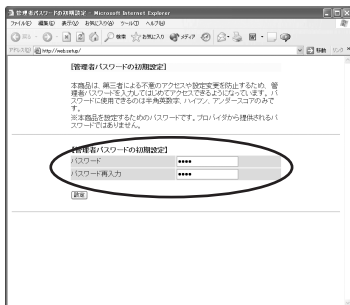 管理者パスワードの初期設定 - Microsoft Internet Explorer
ファイル(F) 編集(E) 表示(V) お気に入り(A) ツール(T) ヘルプ(H)
戻る 検索 お気に入り メディア
アドレス(D) http://web.setup/ 移動 リンク
[管理者パスワードの初期設定]
本商品は、第三者による不意のアクセスや設定変更を防止するため、管
理者パスワードを入力してはじめてアクセスできるようになっています。パ
スワードに使用できるのは半角英数字、ハイフン、アンダースコアのみで
す。
※本商品を設定するためのパスワードです。プロバイダから提供されるパ
スワードではありません。
[管理者パスワードの初期設定]
パスワード ●●●●
パスワード再入力 ●●●●
設定